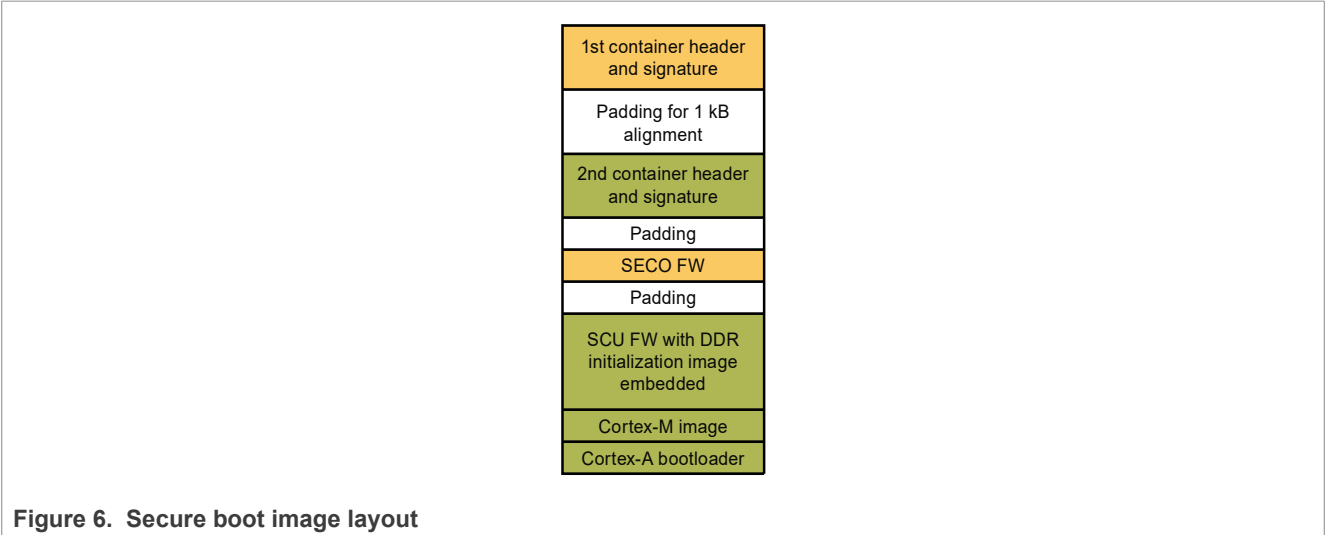 1st container header
and signature
Padding for 1 kB
alignment
2nd container header
and signature
Padding
SECO FW
Padding
SCU FW with DDR
initialization image
embedded
Cortex-M image
Cortex-A bootloader
Figure 6. Secure boot image layout